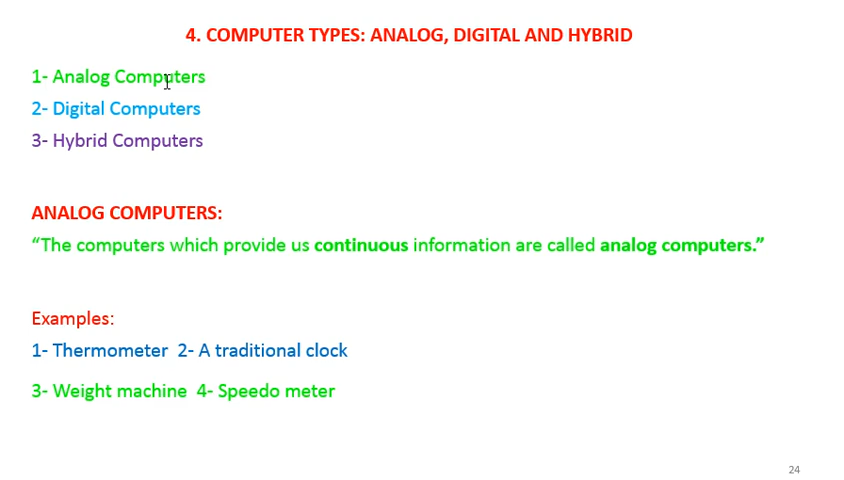 4. COMPUTER TYPES: ANALOG, DIGITAL AND HYBRID
1- Analog Computers
2- Digital Computers
3- Hybrid Computers
ANALOG COMPUTERS:
“The computers which provide us continuous information are called analog computers.”
Examples:
1- Thermometer 2- A traditional clock
3- Weight machine 4- Speedo meter
24